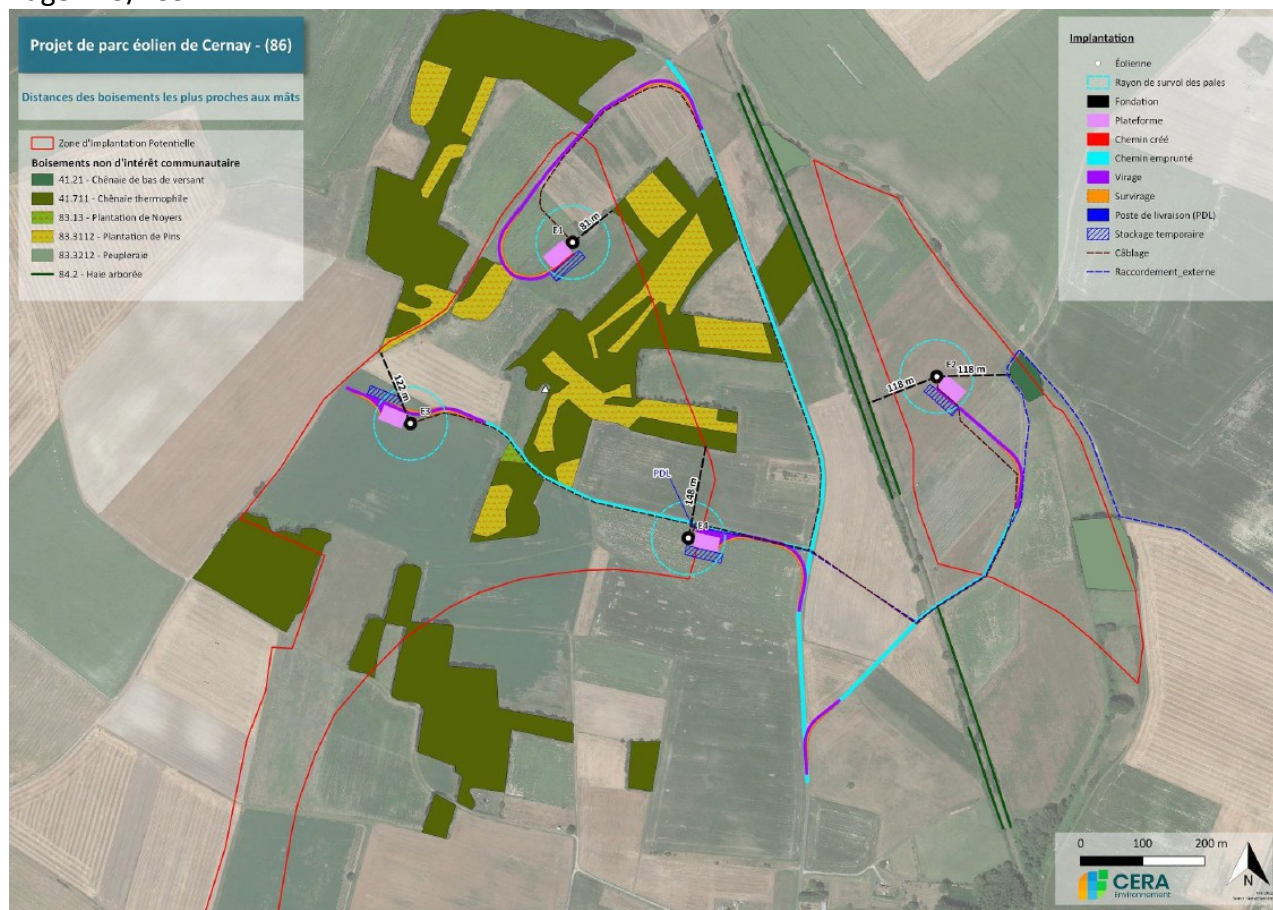 Projet de parc éolien de Cernay - (86)
Distances des boisements les plus proches aux mâts
Zone d'Implantation Potentielle
Boisements non d'intérêt communautaire
41.21 - Chênaie de bas de versant
41.711 - Chênaie thermophile
83.13 - Plantation de Noyers
83.3112 - Plantation de Pins
83.3212 - Peupleraie
84.2 - Haie arborée
Implantation
Éolienne
Rayon de survol des pales
Fondation
Plateforme
Chemin créé
Chemin emprunté
Virage
Survirage
Poste de livraison (PDL)
Stockage temporaire
Câblage
Raccordement_externe
E1
81 m
E2
118 m
118 m
122 m
E3
PDL
148 m
E4
0 100 200 m
CERA
Environnement
N